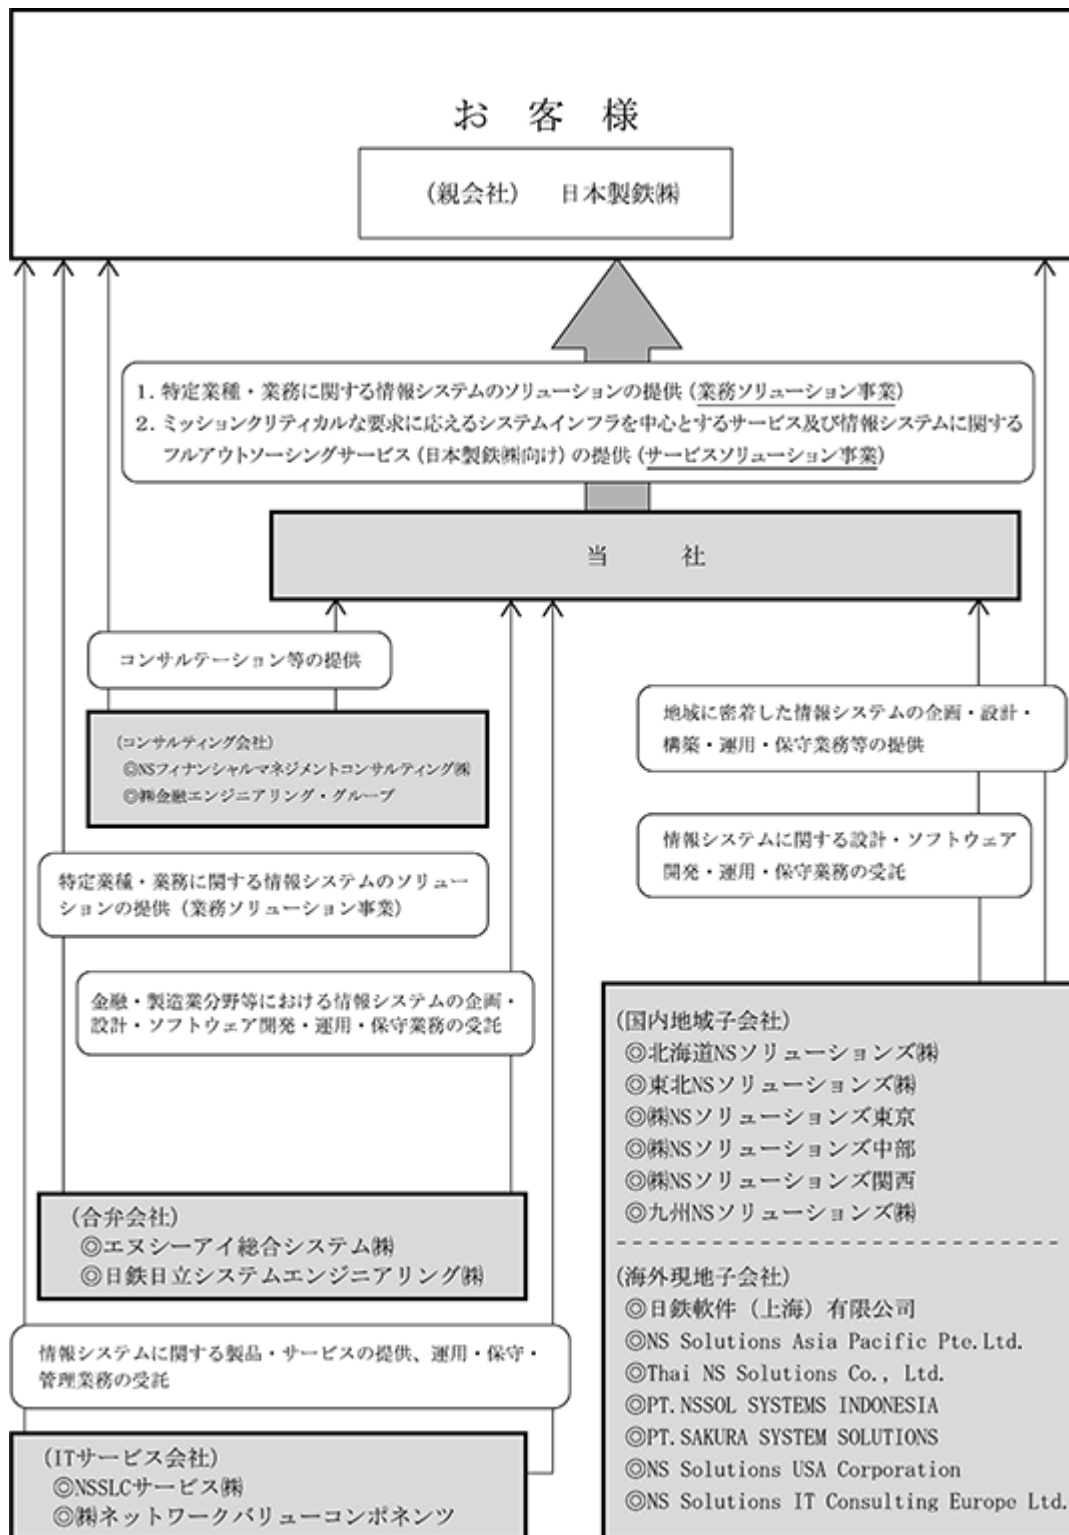 お　客　様
(親会社)　日本製鉄㈱
1. 特定業種・業務に関する情報システムのソリューションの提供 (業務ソリューション事業)
2. ミッションクリティカルな要求に応えるシステムインフラを中心とするサービス及び情報システムに関する
フルアウトソーシングサービス (日本製鉄㈱向け) の提供 (サービスソリューション事業)
当　社
コンサルテーション等の提供
(コンサルティング会社)
◎NSフィナンシャルマネジメントコンサルティング㈱
◎㈱金融エンジニアリング・グループ
特定業種・業務に関する情報システムのソリュー
ションの提供 (業務ソリューション事業)
金融・製造業分野等における情報システムの企画・
設計・ソフトウェア開発・運用・保守業務の受託
(合弁会社)
◎エヌシーアイ総合システム㈱
◎日鉄日立システムエンジニアリング㈱
情報システムに関する製品・サービスの提供、運用・保守・
管理業務の受託
(ITサービス会社)
◎NSSLCサービス㈱
◎㈱ネットワークバリューコンポネンツ
地域に密着した情報システムの企画・設計・
構築・運用・保守業務等の提供
情報システムに関する設計・ソフトウェア
開発・運用・保守業務の受託
(国内地域子会社)
◎北海道NSソリューションズ㈱
◎東北NSソリューションズ㈱
◎㈱NSソリューションズ東京
◎㈱NSソリューションズ中部
◎㈱NSソリューションズ関西
◎九州NSソリューションズ㈱
(海外現地子会社)
◎日鉄軟件（上海）有限公司
◎NS Solutions Asia Pacific Pte.Ltd.
◎Thai NS Solutions Co., Ltd.
◎PT.NSSOL SYSTEMS INDONESIA
◎PT.SAKURA SYSTEM SOLUTIONS
◎NS Solutions USA Corporation
◎NS Solutions IT Consulting Europe Ltd.